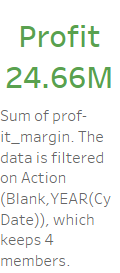 Profit
24.66M
Sum of prof-
it_margin. The
data is filtered
on Action
(Blank,YEAR(Cy
Date)), which
keeps 4
members.